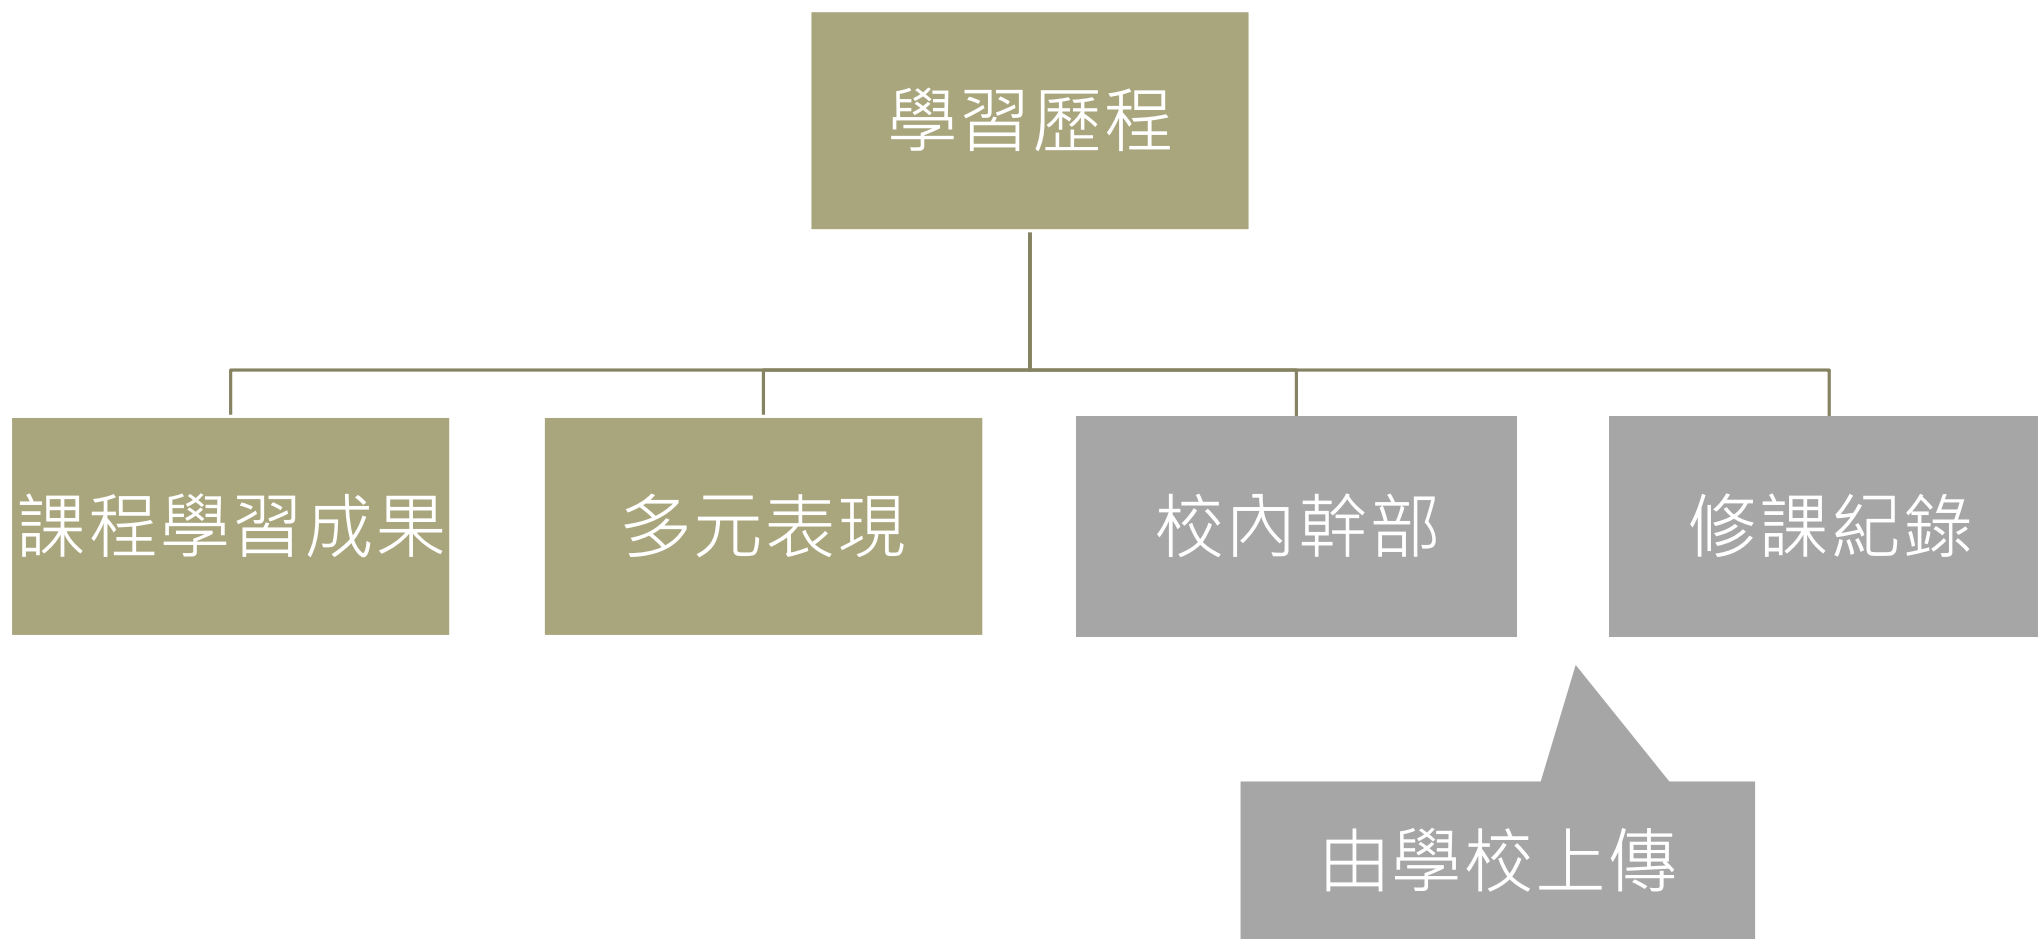 學習歷程
課程學習成果
多元表現
校內幹部
修課紀錄
由學校上傳